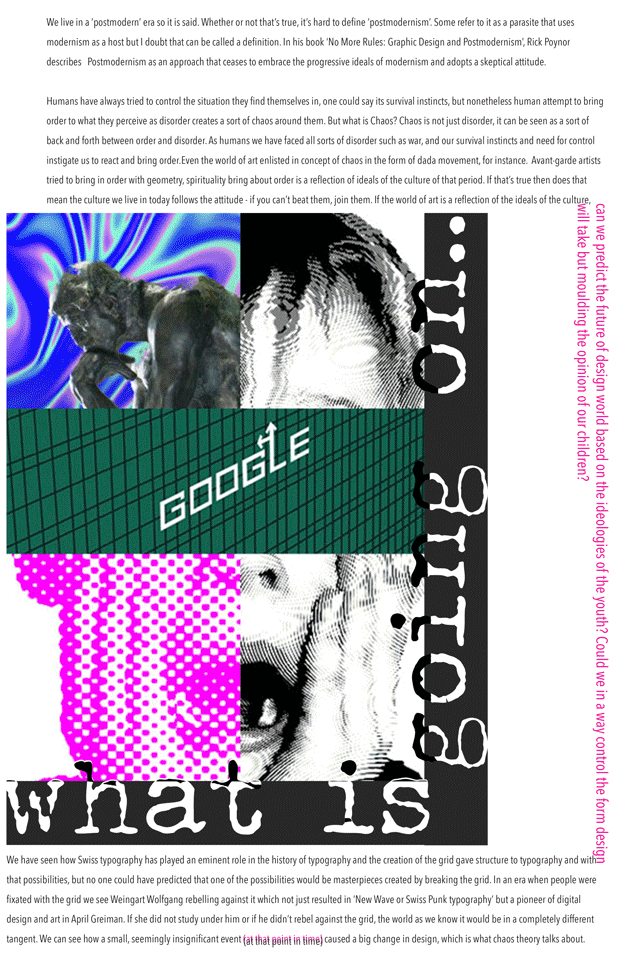 We live in a 'postmodern' era so it is said. Whether or not that's true, it's hard to define 'postmodernism'. Some refer to it as a parasite that uses
modernism as a host but I doubt that can be called a definition. In his book 'No More Rules: Graphic Design and Postmodernism', Rick Poynor
describes Postmodernism as an approach that ceases to embrace the progressive ideals of modernism and adopts a skeptical attitude.
Humans have always tried to control the situation they find themselves in, one could say its survival instincts, but nonetheless human attempt to bring
order to what they perceive as disorder creates a sort of chaos around them. But what is Chaos? Chaos is not just disorder, it can be seen as a sort of
back and forth between order and disorder. As humans we have faced all sorts of disorder such as war, and our survival instincts and need for control
instigate us to react and bring order.Even the world of art enlisted in concept of chaos in the form of dada movement, for instance. Avant-garde artists
tried to bring in order with geometry, spirituality bring about order is a reflection of ideals of the culture of that period. If that's true then does that
mean the culture we live in today follows the attitude - if you can't beat them, join them. If the world of art is a reflection of the ideals of the culture,
can we predict the future of design world based on the ideologies of the youth? Could we in a way control the form design
will take but moulding the opinion of our children?
GOOGLE
what is
going on..
We have seen how Swiss typography has played an eminent role in the history of typography and the creation of the grid gave structure to typography and with
that possibilities, but no one could have predicted that one of the possibilities would be masterpieces created by breaking the grid. In an era when people were
fixated with the grid we see Weingart Wolfgang rebelling against it which not just resulted in 'New Wave or Swiss Punk typography' but a pioneer of digital
design and art in April Greiman. If she did not study under him or if he didn't rebel against the grid, the world as we know it would be in a completely different
tangent. We can see how a small, seemingly insignificant event (at that point in time) caused a big change in design, which is what chaos theory talks about.